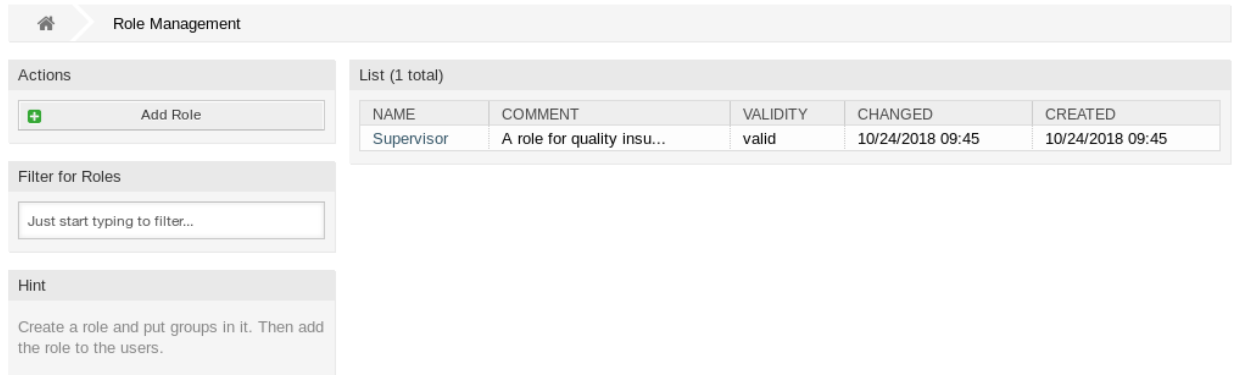 Role Management
Actions
Add Role
Filter for Roles
Just start typing to filter...
Hint
Create a role and put groups in it. Then add
the role to the users.
List (1 total)
NAME COMMENT VALIDITY CHANGED CREATED
Supervisor A role for quality insu... valid 10/24/2018 09:45 10/24/2018 09:45